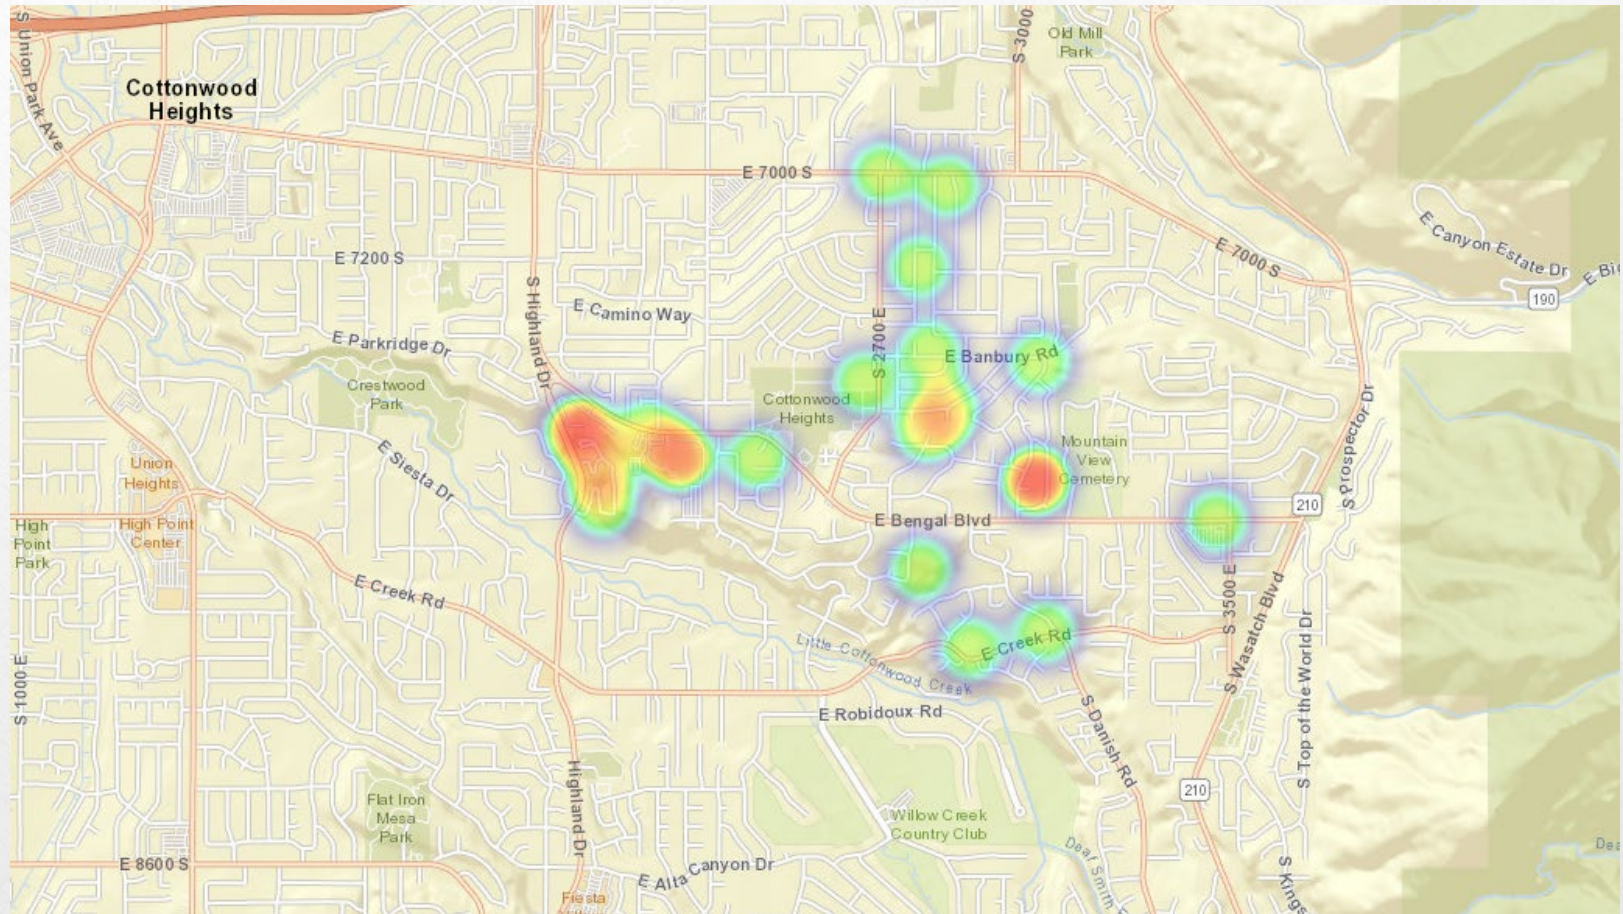 S Union Park Ave
Cottonwood
Heights
S 3000
Old Mill
Park
E 7000 S
E 7200 S
E 7000 S
E Canyon Estate Dr
190
S Highland Dr
E Camino Way
S 2700 E
E Parkridge Dr
E Banbury Rd
Crestwood
Park
Cottonwood
Heights
S Prospector Dr
Mountain
View
Cemetery
E Siesta Dr
Union
Heights
High
Point
Park
High Point
Center
210
E Bengal Blvd
E Creek Rd
S 3500 E
S Wasatch Blvd
E Creek Rd
Little Cottonwood Creek
S 1000 E
S Top of the World Dr
E Robidoux Rd
S Danish Rd
Highland Dr
210
Flat Iron
Mesa
Park
Willow Creek
Country Club
E 8600 S
E Alta Canyon Dr
Deaf Smith
S Kings
Fiesta